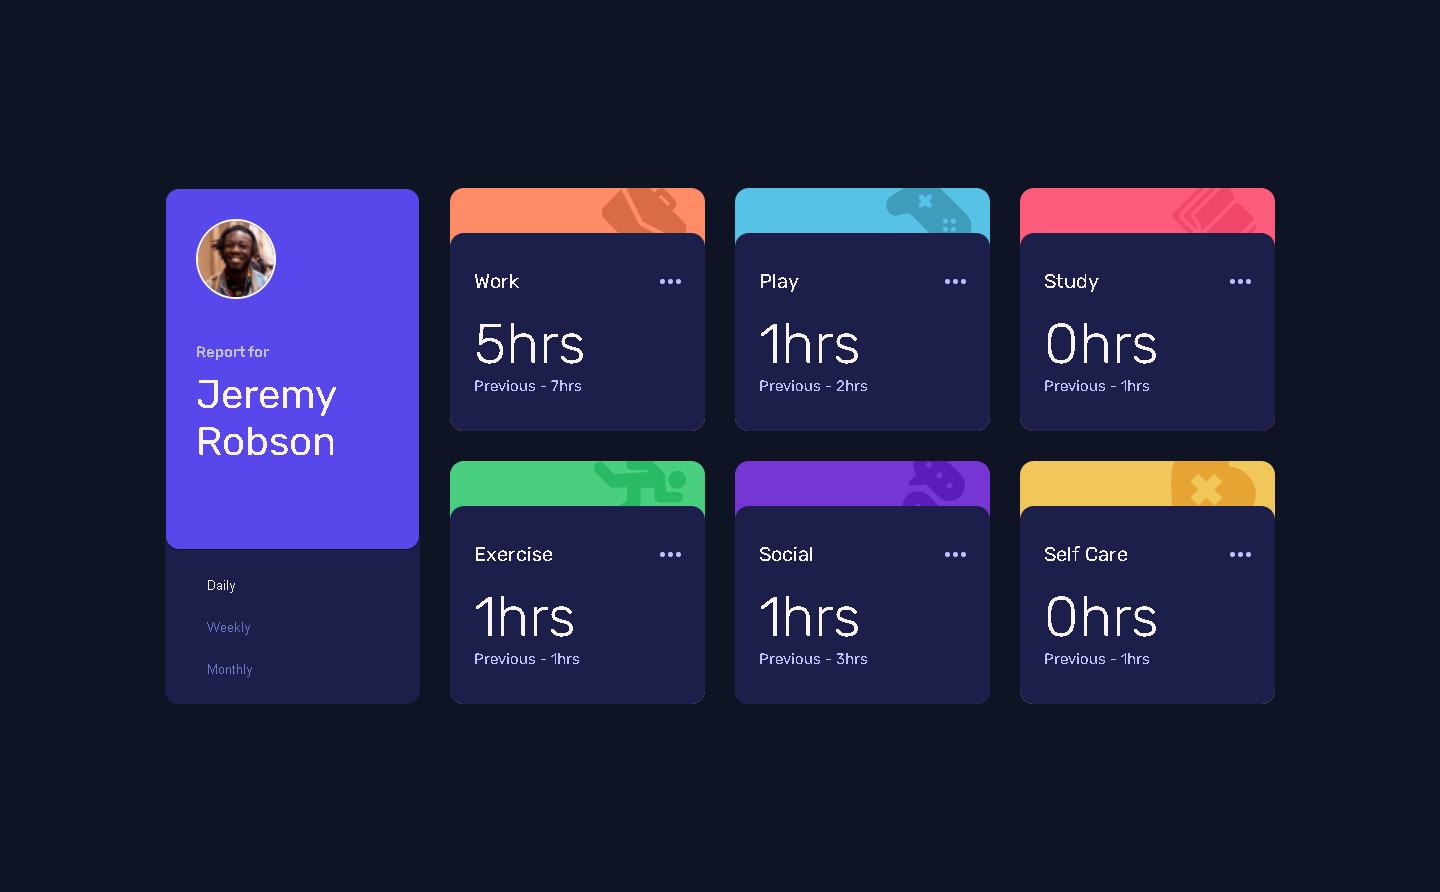 Report for
Jeremy
Robson
Daily
Weekly
Monthly
Work
5hrs
Previous - 7hrs
Play
1hrs
Previous - 2hrs
Study
0hrs
Previous - 1hrs
Exercise
1hrs
Previous - 1hrs
Social
1hrs
Previous - 3hrs
Self Care
0hrs
Previous - 1hrs